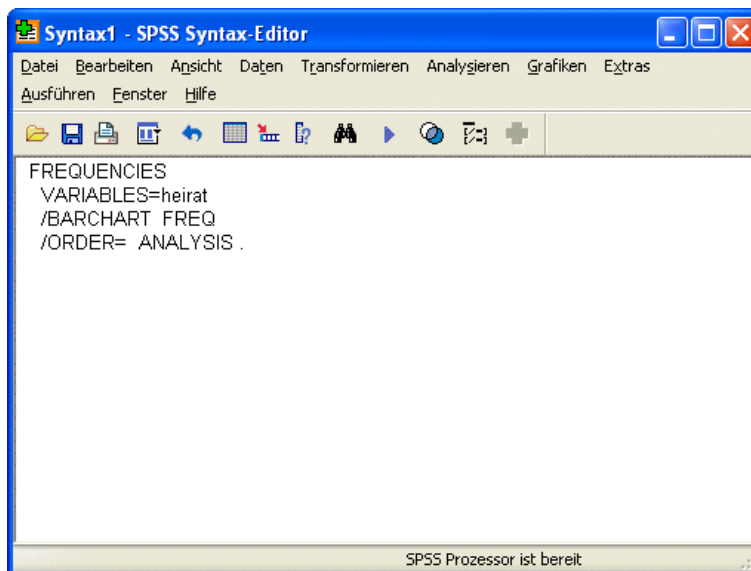 Syntax1 - SPSS Syntax-Editor
Datei Bearbeiten Ansicht Daten Transformieren Analysieren Grafiken Extras
Ausführen Fenster Hilfe
FREQUENCIES
VARIABLES=heirat
/BARCHART FREQ
/ORDER= ANALYSIS .
SPSS Prozessor ist bereit